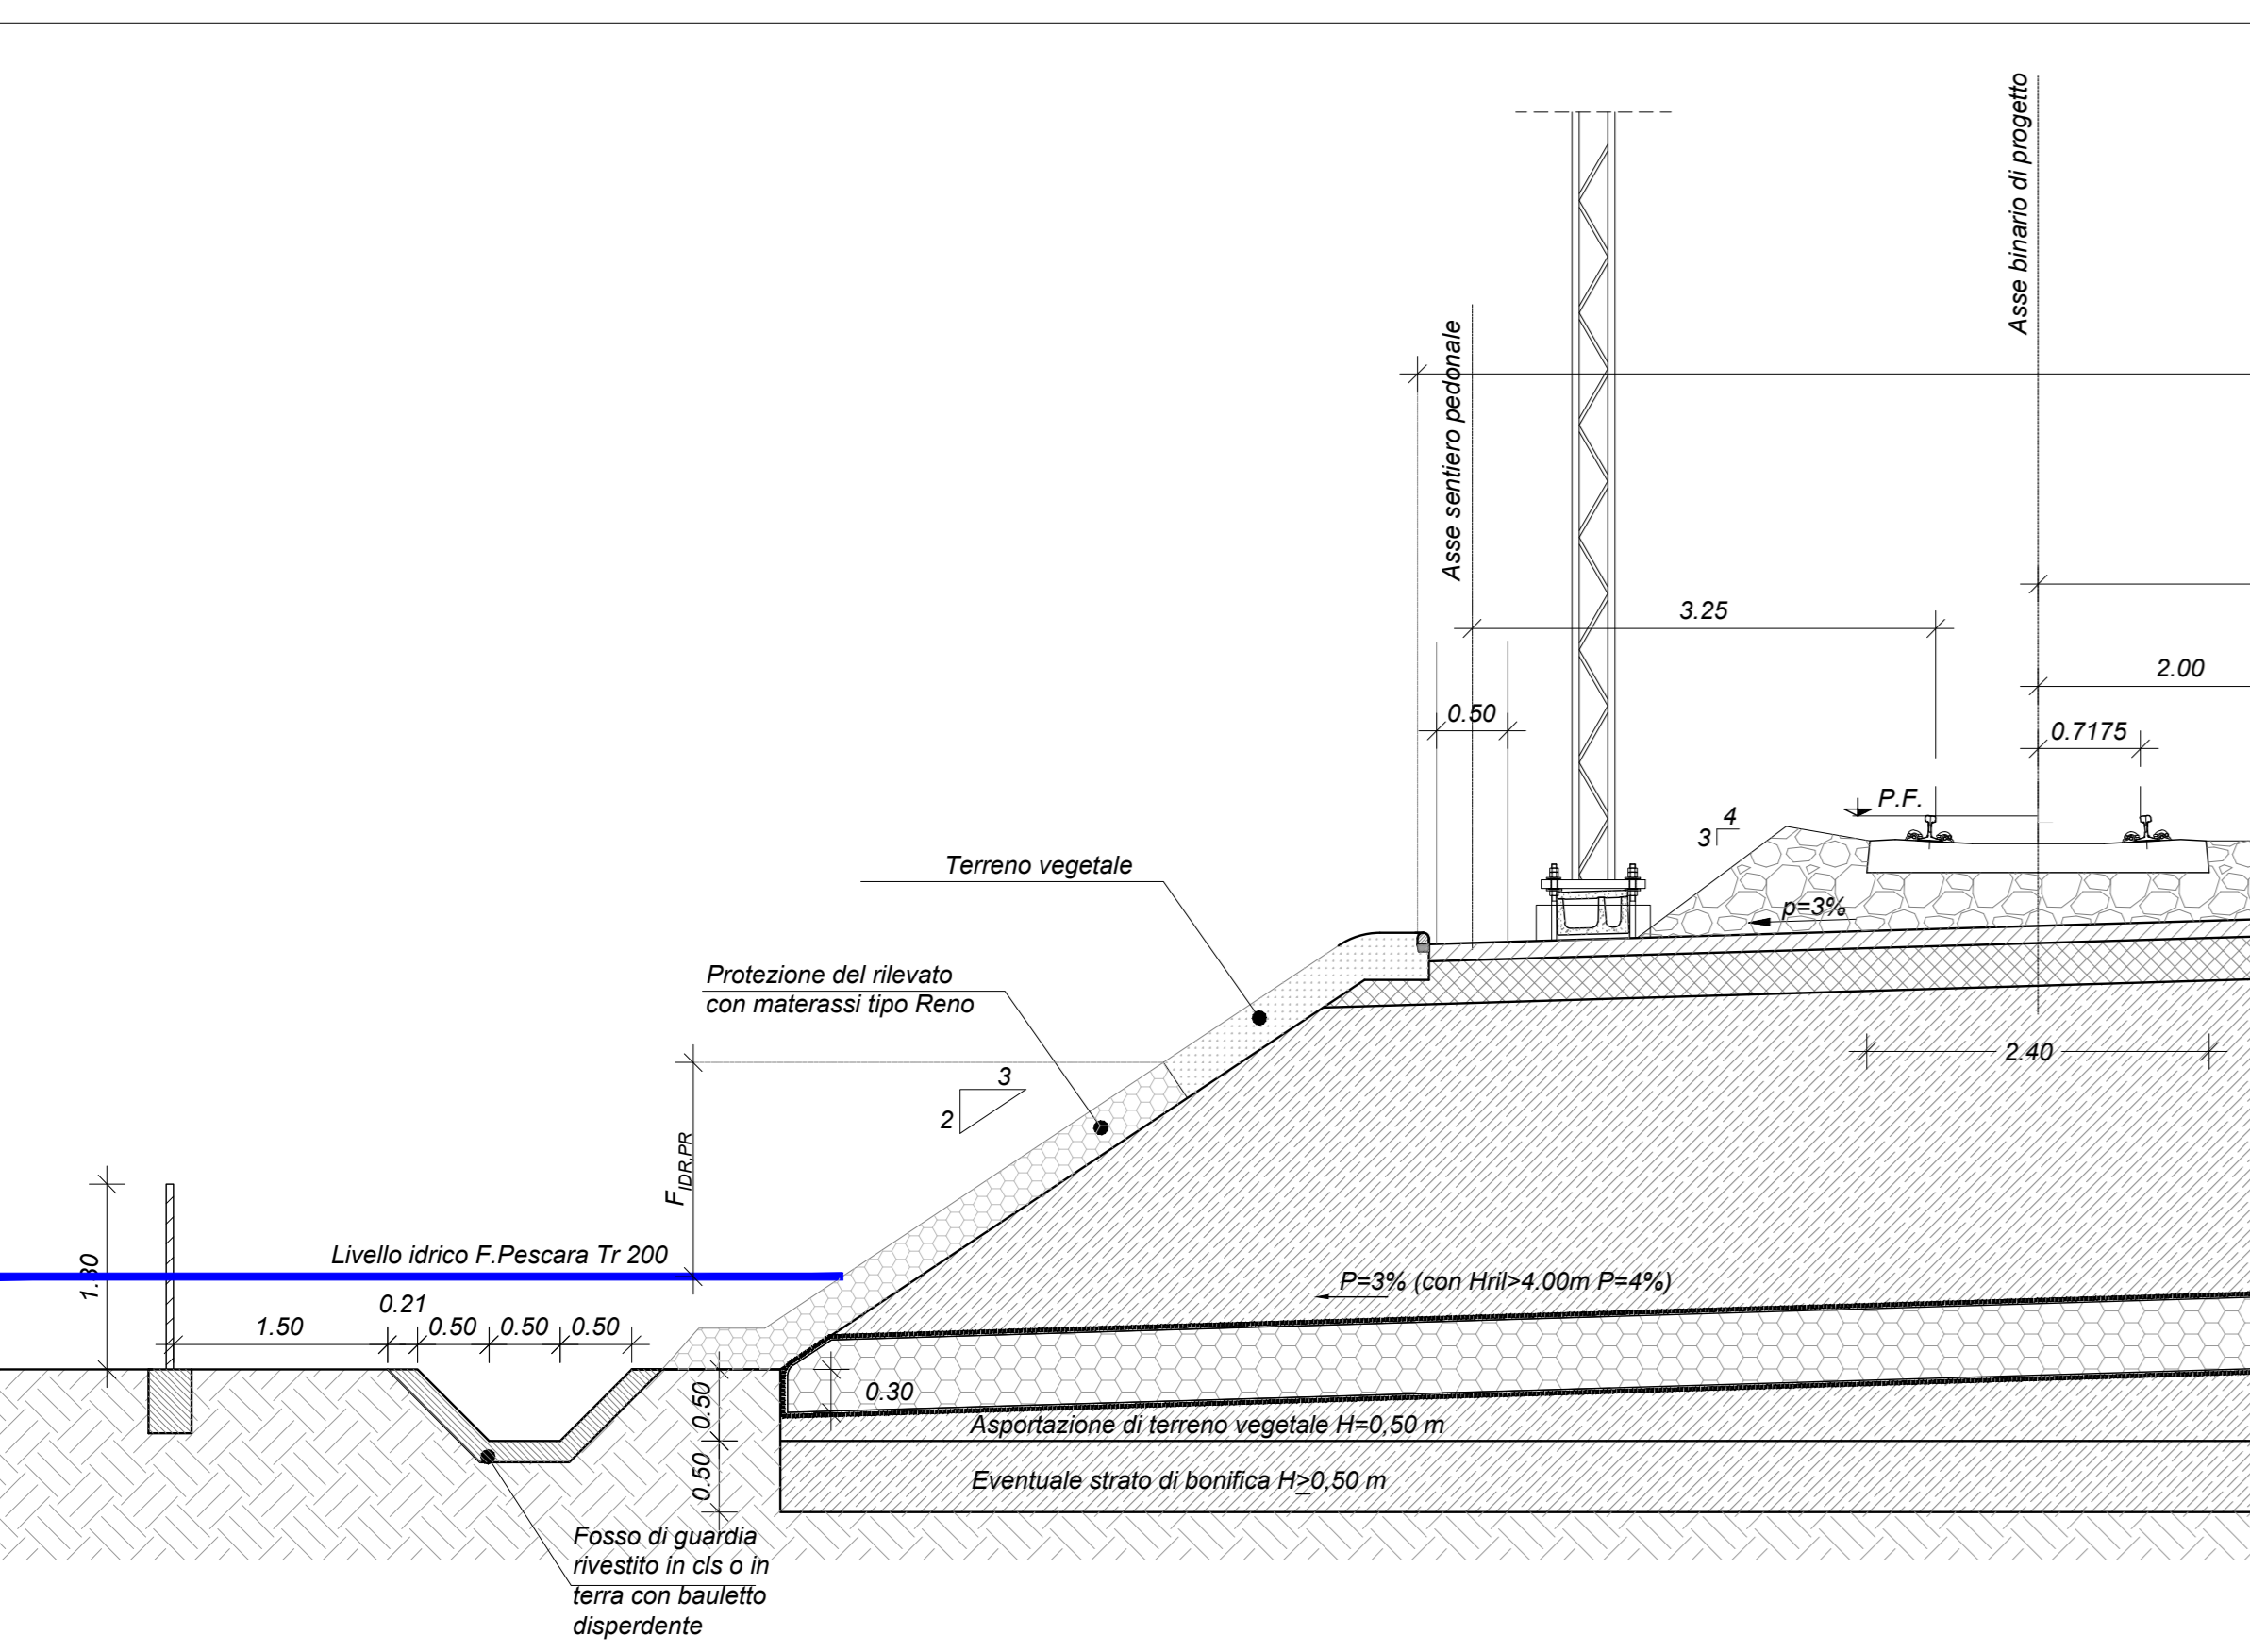 Asse binario di progetto
Asse sentiero pedonale
3.25
2.00
0.50
0.7175
P.F.
4
3
Terreno vegetale
p=3%
Protezione del rilevato
con materassi tipo Reno
2.40
3
2
F IDR,PR
Livello idrico F.Pescara Tr 200
1.80
P=3% (con Hril>4.00m P=4%)
0.21
1.50
0.50
0.50
0.50
0.30
0.50
Asportazione di terreno vegetale H=0,50 m
0.50
Eventuale strato di bonifica H≥0,50 m
Fosso di guardia
rivestito in cls o in
terra con bauletto
disperdente